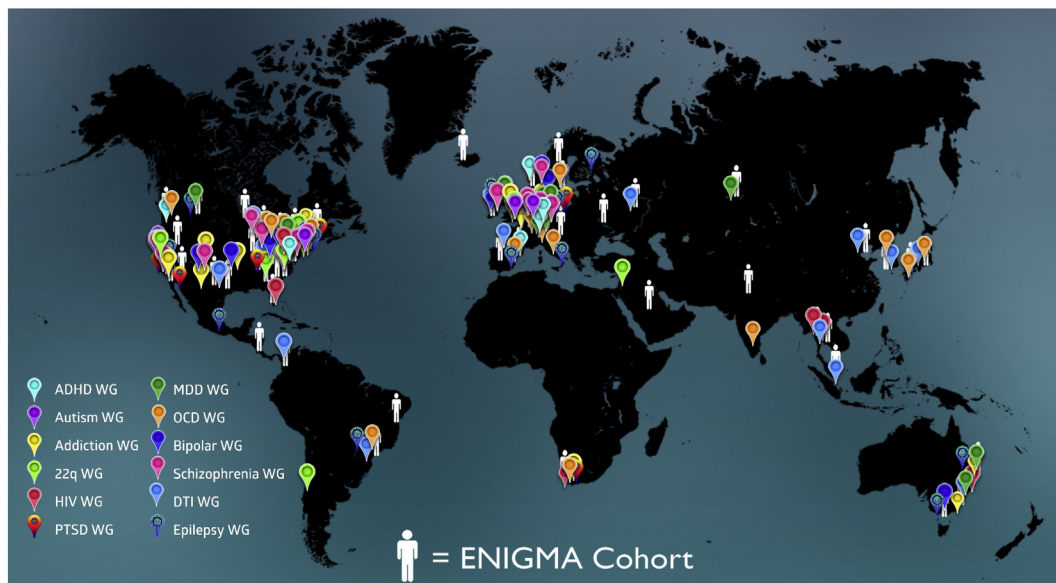 ADHD WG
MDD WG
Autism WG
OCD WG
Addiction WG
Bipolar WG
22q WG
Schizophrenia WG
HIV WG
DTI WG
PTSD WG
Epilepsy WG
= ENIGMA Cohort